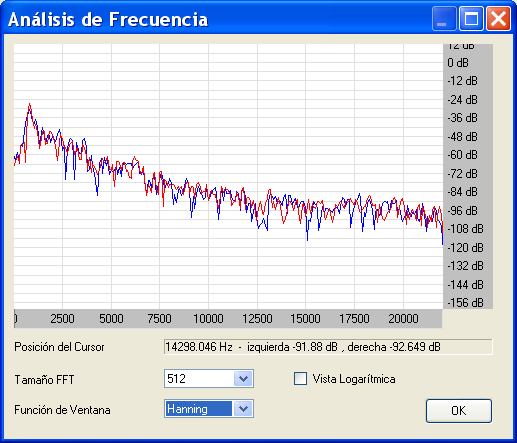 Análisis de Frecuencia
12 dB
0 dB
-12 dB
-24 dB
-36 dB
-48 dB
-60 dB
-72 dB
-84 dB
-96 dB
-108 dB
-120 dB
-132 dB
-144 dB
-156 dB
0 2500 5000 7500 10000 12500 15000 17500 20000
Posición del Cursor 14298.046 Hz - izquierda -91.88 dB , derecha -92.649 dB
Tamaño FFT 512 Vista Logarítmica
Función de Ventana Hanning OK